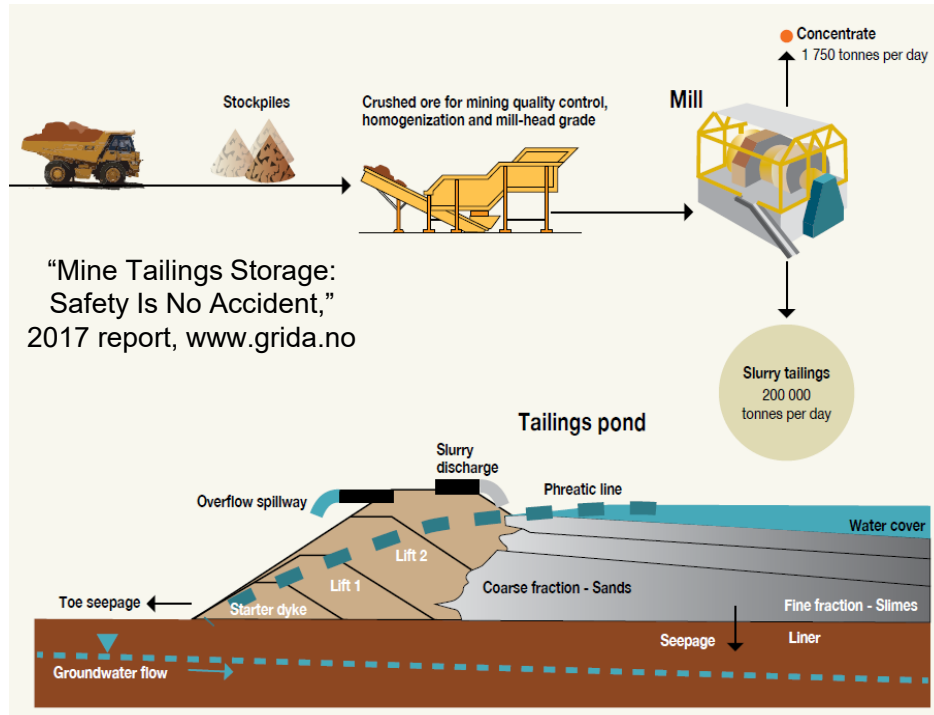 Concentrate
1 750 tonnes per day
Stockpiles
Crushed ore for mining quality control,
homogenization and mill-head grade
Mill
“Mine Tailings Storage:
Safety Is No Accident,”
2017 report, www.grida.no
Slurry tailings
200 000
tonnes per day
Tailings pond
Slurry
discharge
Overflow spillway
Phreatic line
Water cover
Lift 2
Lift 1
Coarse fraction - Sands
Toe seepage
Starter dyke
Fine fraction - Slimes
Seepage
Liner
Groundwater flow